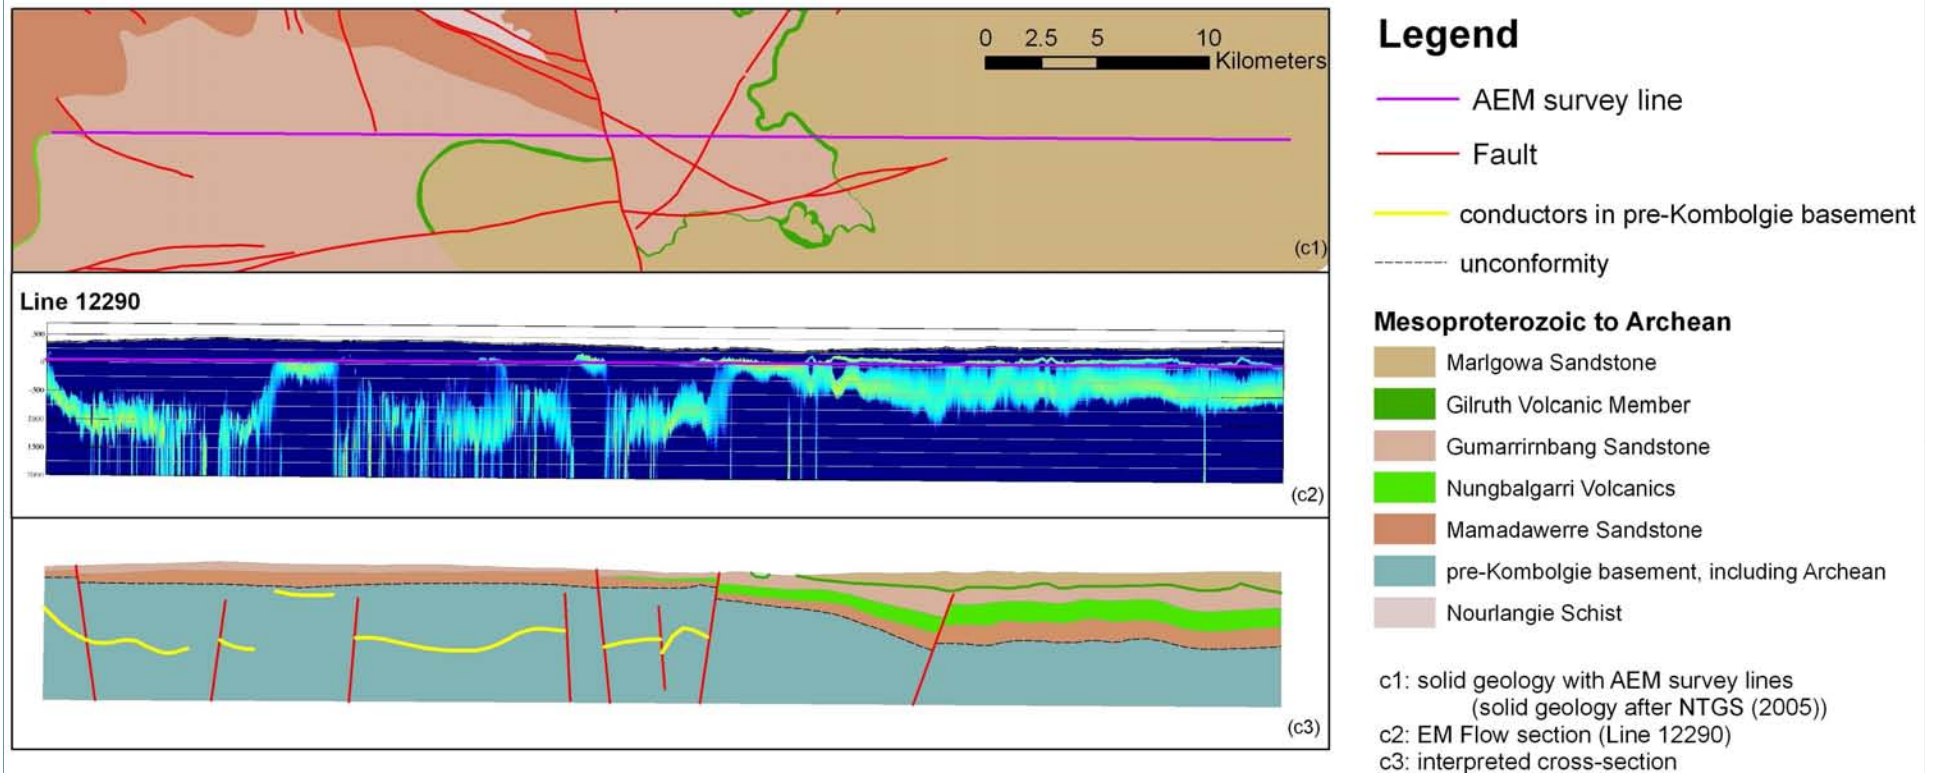 0 2.5 5 10
Kilometers
(c1)
Line 12290
(c2)
(c3)
Legend
AEM survey line
Fault
conductors in pre-Kombolgie basement
unconformity
Mesoproterozoic to Archean
Marlgowa Sandstone
Gilruth Volcanic Member
Gumarrirnbang Sandstone
Nungbalgarri Volcanics
Mamadawerre Sandstone
pre-Kombolgie basement, including Archean
Nourlangie Schist
c1: solid geology with AEM survey lines
(solid geology after NTGS (2005))
c2: EM Flow section (Line 12290)
c3: interpreted cross-section